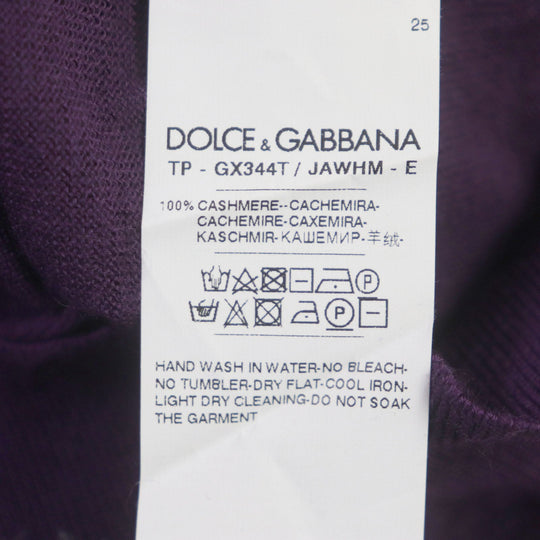 25
DOLCE & GABBANA
TP - GX344T / JAWHM - E
100% CASHMERE--CACHEMIRA-
CACHEMIRE-CAXEMIRA-
KASCHMIR-КАШЕМИР-羊绒-
P
P
HAND WASH IN WATER-NO BLEACH-
NO TUMBLER-DRY FLAT-COOL IRON-
LIGHT DRY CLEANING-DO NOT SOAK
THE GARMENT